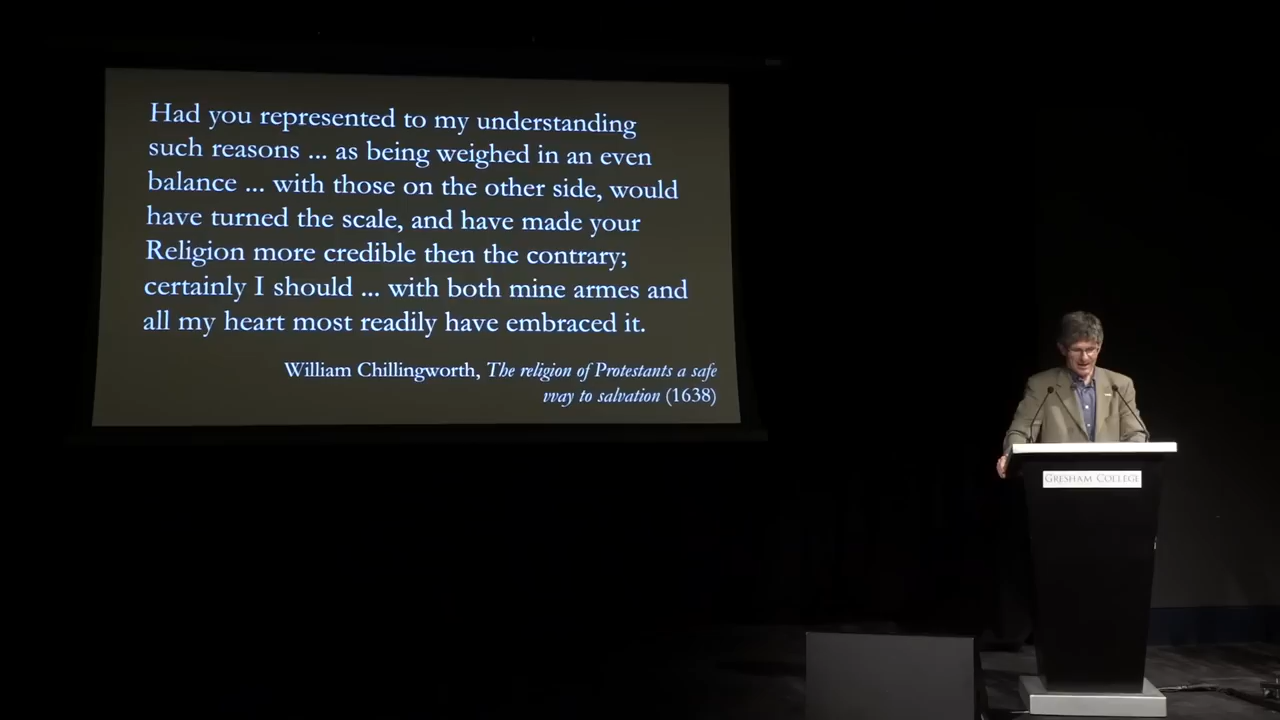 Had you represented to my understanding
such reasons ... as being weighed in an even
balance ... with those on the other side, would
have turned the scale, and have made your
Religion more credible then the contrary;
certainly I should ... with both mine armes and
all my heart most readily have embraced it.
William Chillingworth, The religion of Protestants a safe
vvay to salvation (1638)
GRESHAM COLLEGE